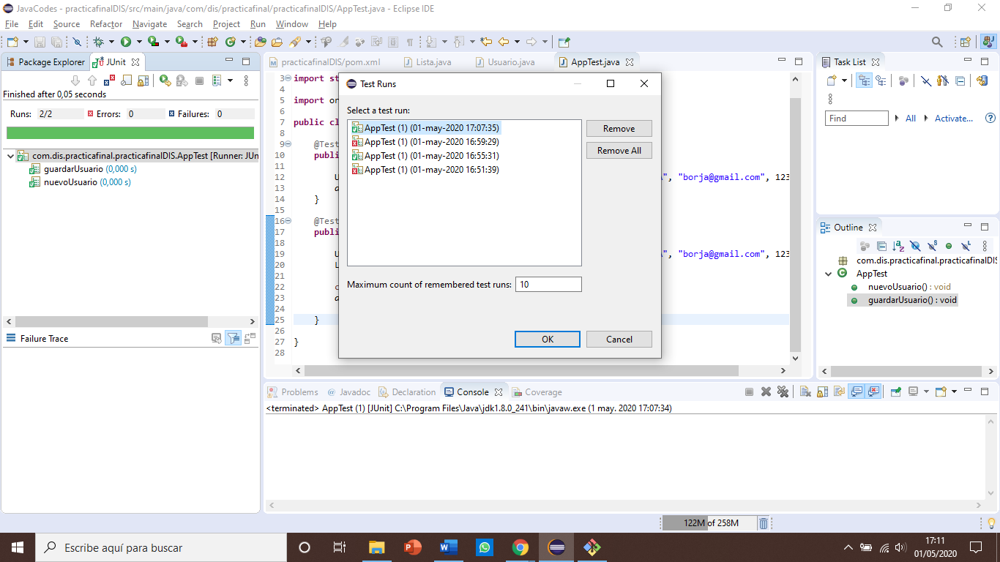 JavaCodes - practicafinalDIS/src/main/java/com/dis/practicafinal/practicafinalDIS/AppTest.java - Eclipse IDE
File Edit Source Refactor Navigate Search Project Run Window Help
Package Explorer JUnit
Finished after 0,05 seconds
Runs: 2/2 Errors: 0 Failures: 0
com.dis.practicafinal.practicafinalDIS.AppTest [Runner: JUn
guardarUsuario (0,000 s)
nuevoUsuario (0,000 s)
Failure Trace
practicafinalDIS/pom.xml Lista.java Usuario.java AppTest.java
3 import st
4
5 import or
6
7 public cl
8
9 @Test
10 publi
11
12 U ", "borja@gmail.com", 123
13
14 }
15
16 @Test
17 publi
18
19 U ", "borja@gmail.com", 123
20 L
21
22
23
24
25 }
26
27 }
28
Test Runs
Select a test run:
AppTest (1) (01-may-2020 17:07:35)
AppTest (1) (01-may-2020 16:59:29)
AppTest (1) (01-may-2020 16:55:31)
AppTest (1) (01-may-2020 16:51:39)
Remove
Remove All
Maximum count of remembered test runs: 10
OK Cancel
Task List
Find All Activate...
Outline
com.dis.practicafinal.practicafinalDIS
AppTest
nuevoUsuario() : void
guardarUsuario() : void
Problems @ Javadoc Declaration Console Coverage
<terminated> AppTest (1) [JUnit] C:\Program Files\Java\jdk1.8.0_241\bin\javaw.exe (1 may. 2020 17:07:34)
122M of 258M
Escribe aquí para buscar
17:11
01/05/2020